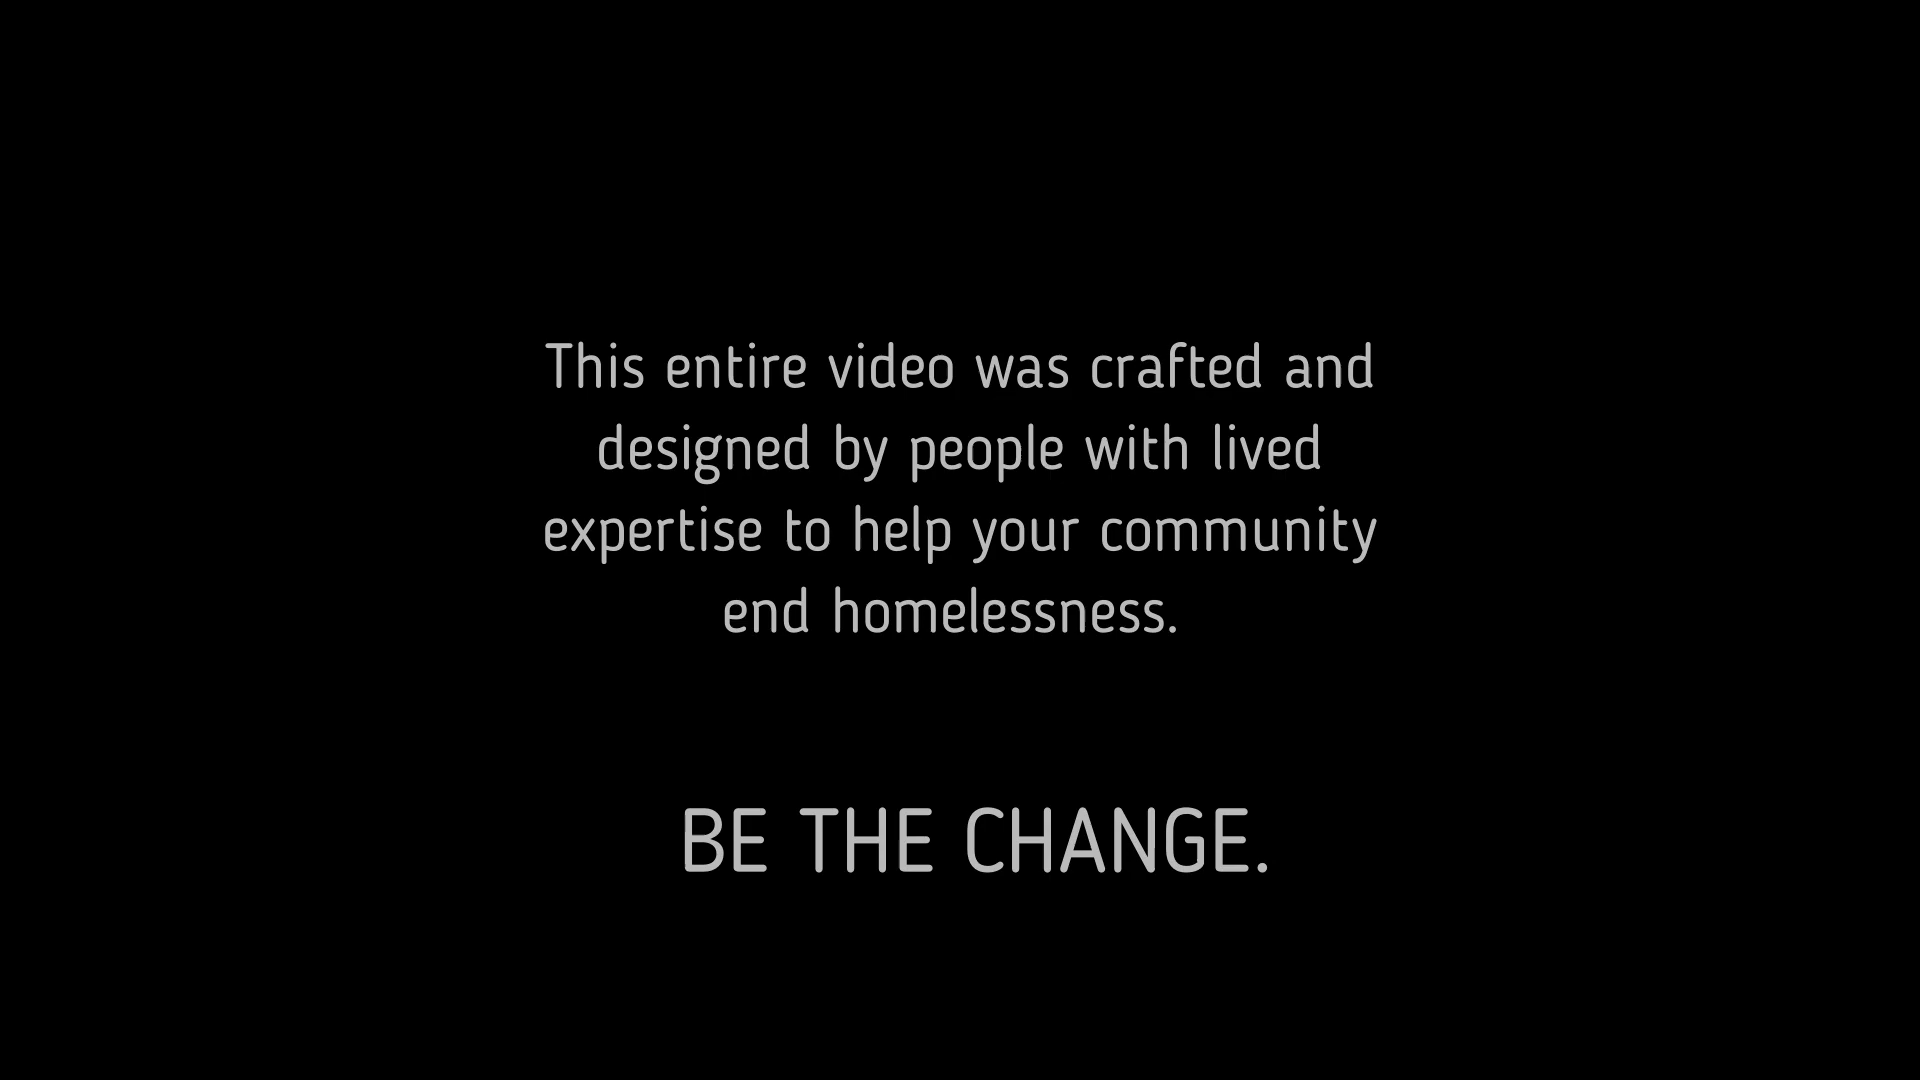 This entire video was crafted and
designed by people with lived
expertise to help your community
end homelessness.
BE THE CHANGE.